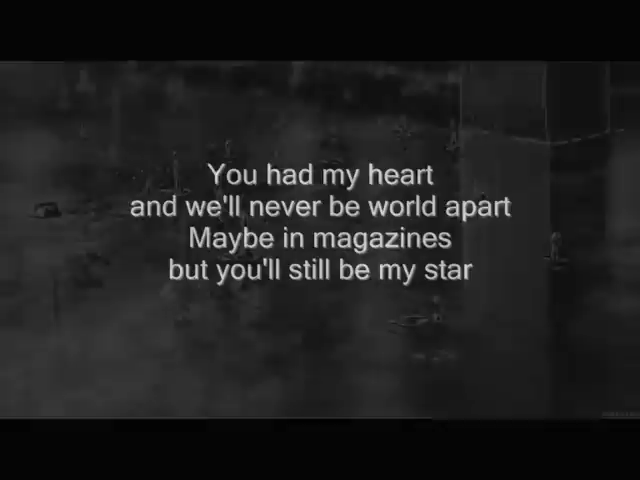 You had my heart
and we'll never be world apart
Maybe in magazines
but you'll still be my star